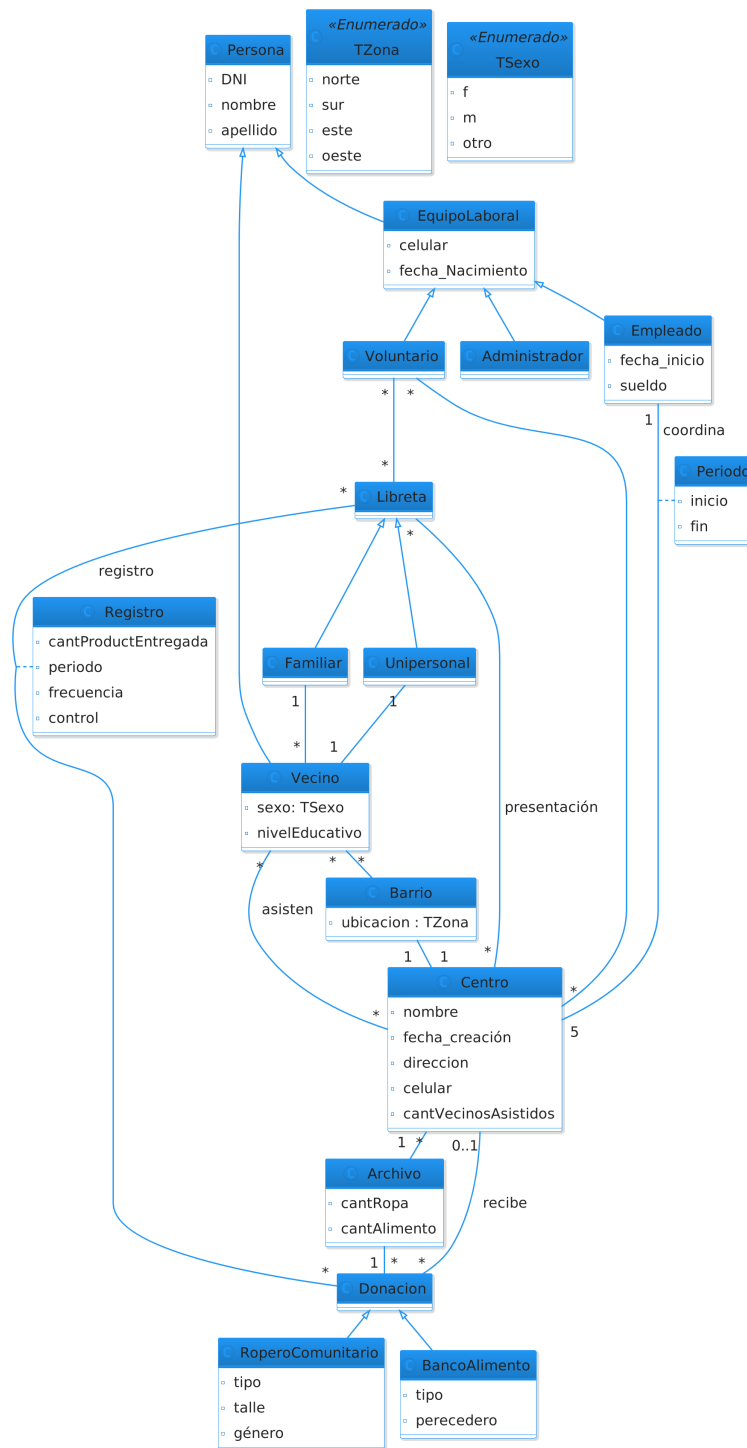 Persona
DNI
nombre
apellido
«Enumerado»
TZona
norte
sur
este
oeste
«Enumerado»
TSexo
f
m
otro
EquipoLaboral
celular
fecha_Nacimiento
Voluntario
Administrador
Empleado
fecha_inicio
sueldo
* *
1
coordina
Periodo
inicio
fin
*
*
Libreta
*
registro
Registro
cantProductEntregada
periodo
frecuencia
control
Familiar
Unipersonal
1
1
*
1
Vecino
sexo: TSexo
nivelEducativo
presentación
*
* *
asisten
Barrio
ubicacion : TZona
1 1
*
Centro
nombre
fecha_creación
direccion
celular
cantVecinosAsistidos
*
*
5
1 *
0..1
Archivo
cantRopa
cantAlimento
recibe
1 *
*
*
Donacion
RoperoComunitario
tipo
talle
género
BancoAlimento
tipo
perecedero